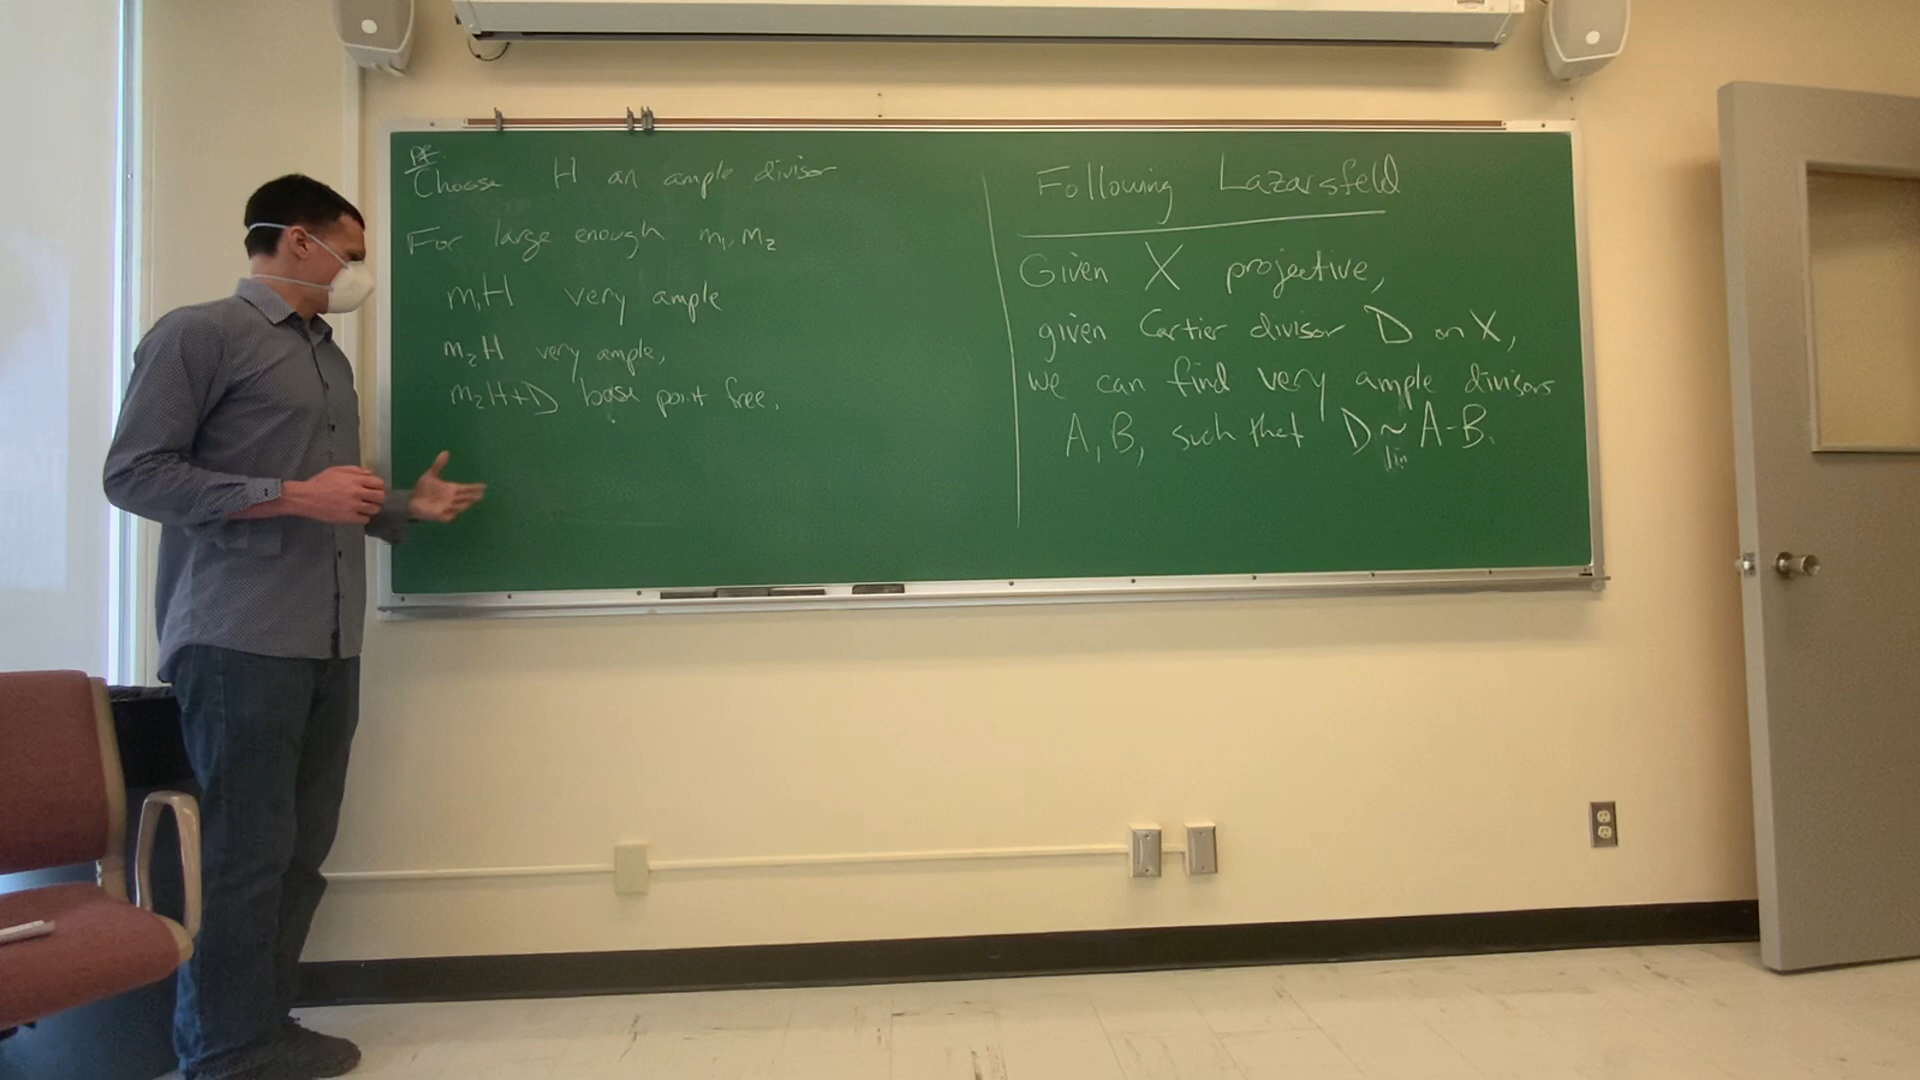 Pf
Choose H an ample divisor
For large enough m₁, m₂
m₁H very ample
m₂H very ample,
m₂H+D base point free.
Following Lazarsfeld
Given X projective,
given Cartier divisor D on X,
we can find very ample divisors
A, B, such that D ~ A-B.
lin